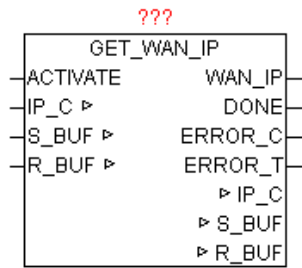 ???
GET_WAN_IP
ACTIVATE WAN_IP
IP_C ▹ DONE
S_BUF ▹ ERROR_C
R_BUF ▹ ERROR_T
▹ IP_C
▹ S_BUF
▹ R_BUF